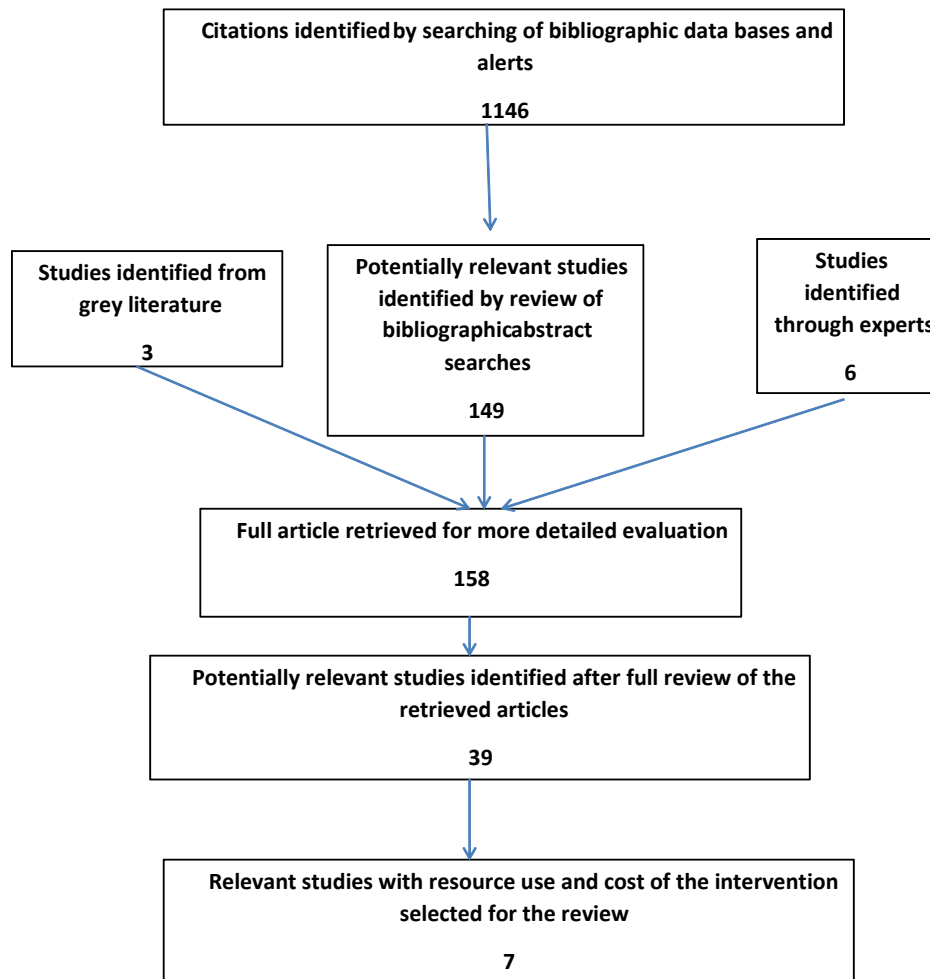 Citations identified by searching of bibliographic data bases and
alerts
1146
Studies identified from
grey literature
3
Potentially relevant studies
identified by review of
bibliographicabstract
searches
149
Studies
identified
through experts
6
Full article retrieved for more detailed evaluation
158
Potentially relevant studies identified after full review of the
retrieved articles
39
Relevant studies with resource use and cost of the intervention
selected for the review
7